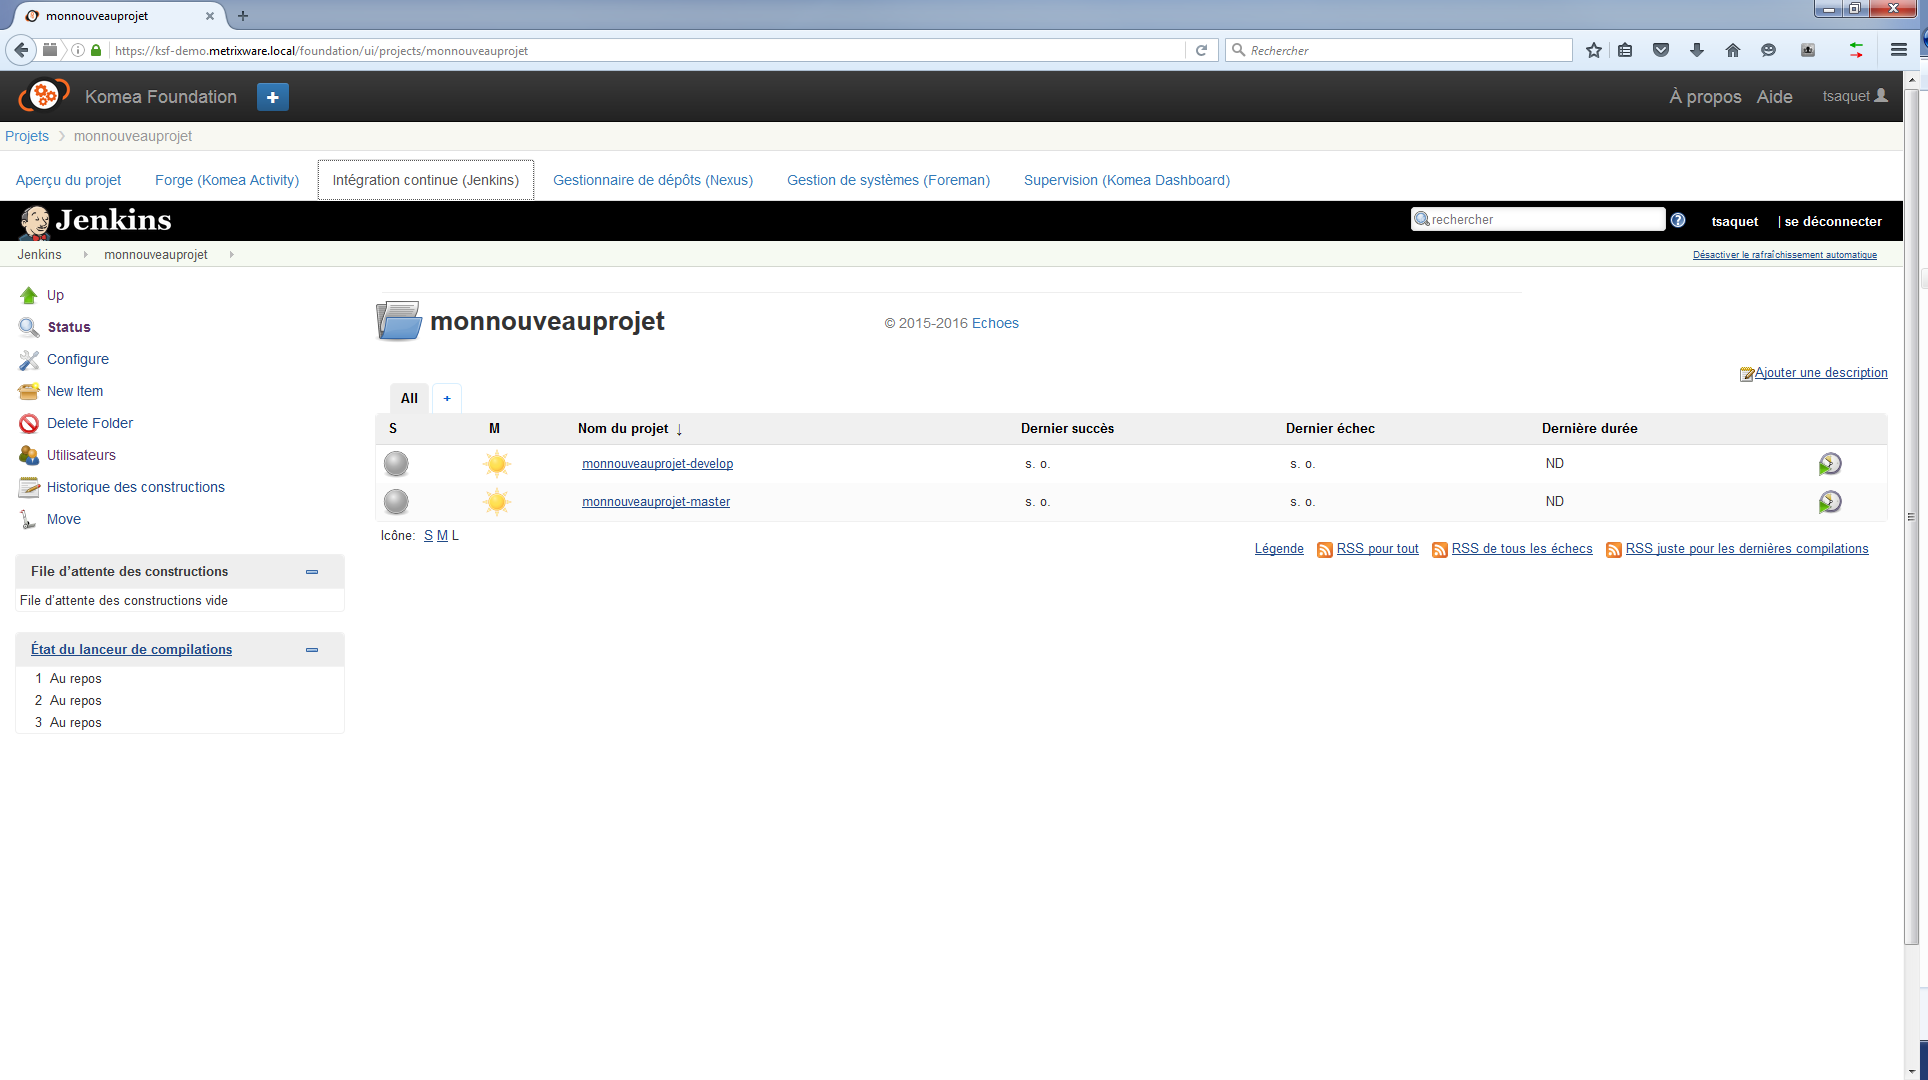 monnouveauprojet
https://ksf-demo.metrixware.local/foundation/ui/projects/monnouveauprojet
Rechercher
Komea Foundation
+
À propos
Aide
tsaquet
Projets
monnouveauprojet
Aperçu du projet
Forge (Komea Activity)
Intégration continue (Jenkins)
Gestionnaire de dépôts (Nexus)
Gestion de systèmes (Foreman)
Supervision (Komea Dashboard)
Jenkins
rechercher
?
tsaquet
| se déconnecter
Jenkins
monnouveauprojet
Désactiver le rafraîchissement automatique
Up
Status
Configure
New Item
Delete Folder
Utilisateurs
Historique des constructions
Move
File d’attente des constructions
File d’attente des constructions vide
État du lanceur de compilations
1 Au repos
2 Au repos
3 Au repos
monnouveauprojet
© 2015-2016 Echoes
Ajouter une description
All
+
S M Nom du projet ↓ Dernier succès Dernier échec Dernière durée
monnouveauprojet-develop s. o. s. o. ND
monnouveauprojet-master s. o. s. o. ND
Icône: S M L
Légende RSS pour tout RSS de tous les échecs RSS juste pour les dernières compilations